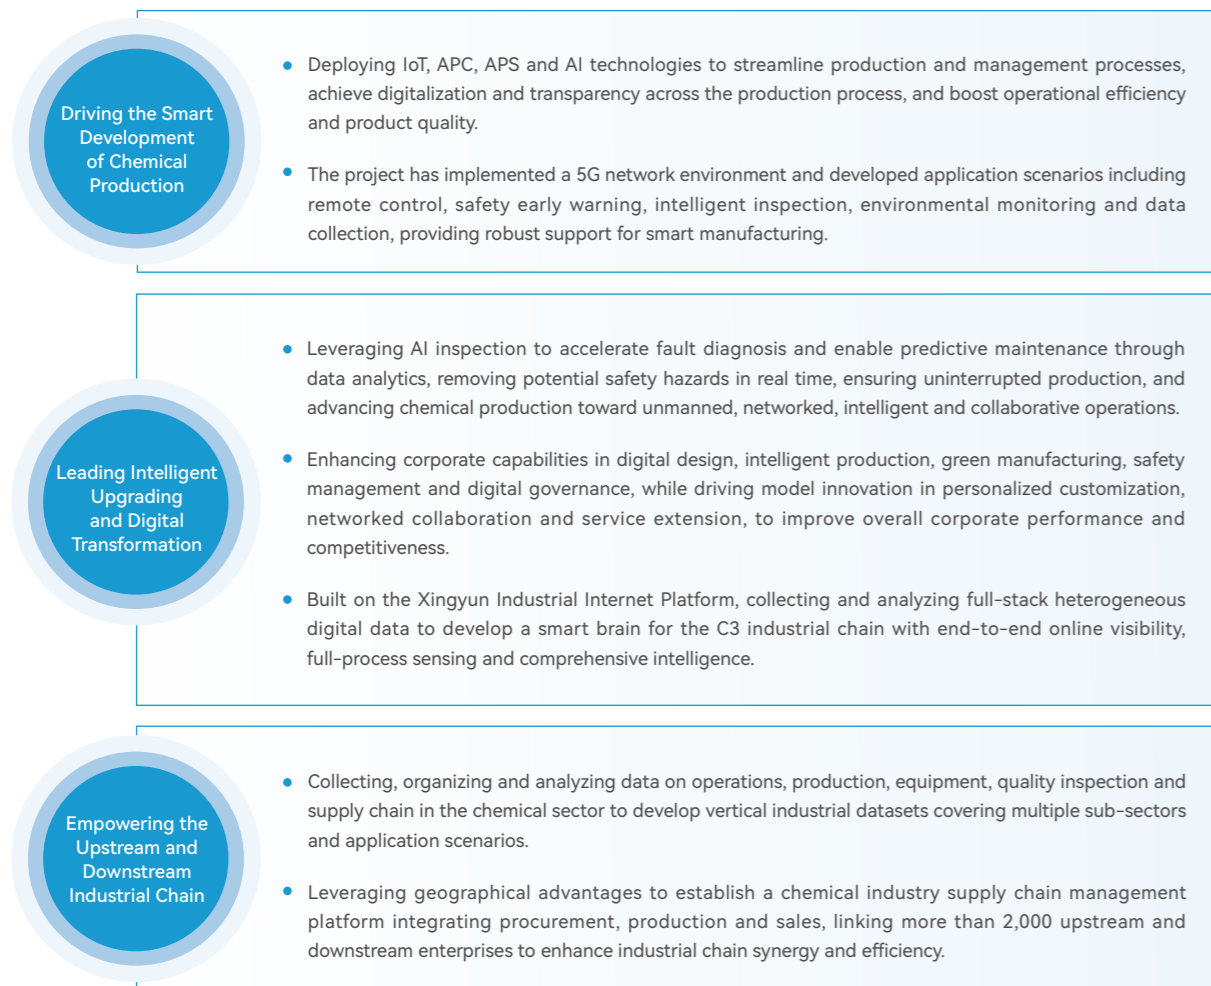 Driving the Smart
Development
of Chemical
Production
Deploying IoT, APC, APS and AI technologies to streamline production and management processes,
achieve digitalization and transparency across the production process, and boost operational efficiency
and product quality.
The project has implemented a 5G network environment and developed application scenarios including
remote control, safety early warning, intelligent inspection, environmental monitoring and data
collection, providing robust support for smart manufacturing.
Leading Intelligent
Upgrading
and Digital
Transformation
Leveraging AI inspection to accelerate fault diagnosis and enable predictive maintenance through
data analytics, removing potential safety hazards in real time, ensuring uninterrupted production, and
advancing chemical production toward unmanned, networked, intelligent and collaborative operations.
Enhancing corporate capabilities in digital design, intelligent production, green manufacturing, safety
management and digital governance, while driving model innovation in personalized customization,
networked collaboration and service extension, to improve overall corporate performance and
competitiveness.
Built on the Xingyun Industrial Internet Platform, collecting and analyzing full-stack heterogeneous
digital data to develop a smart brain for the C3 industrial chain with end-to-end online visibility,
full-process sensing and comprehensive intelligence.
Empowering the
Upstream and
Downstream
Industrial Chain
Collecting, organizing and analyzing data on operations, production, equipment, quality inspection and
supply chain in the chemical sector to develop vertical industrial datasets covering multiple sub-sectors
and application scenarios.
Leveraging geographical advantages to establish a chemical industry supply chain management
platform integrating procurement, production and sales, linking more than 2,000 upstream and
downstream enterprises to enhance industrial chain synergy and efficiency.